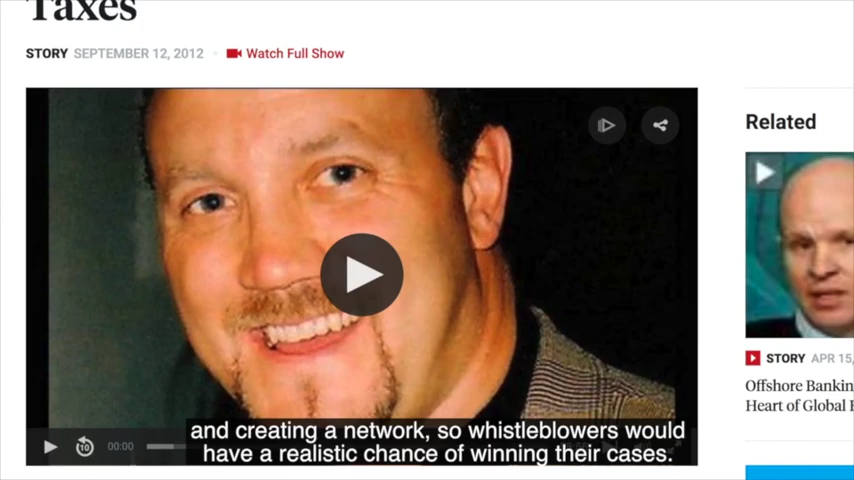 Taxes
STORY SEPTEMBER 12, 2012 Watch Full Show
Related
10
00:00
and creating a network, so whistleblowers would
have a realistic chance of winning their cases.
STORY APR 15,
Offshore Bankin
Heart of Global